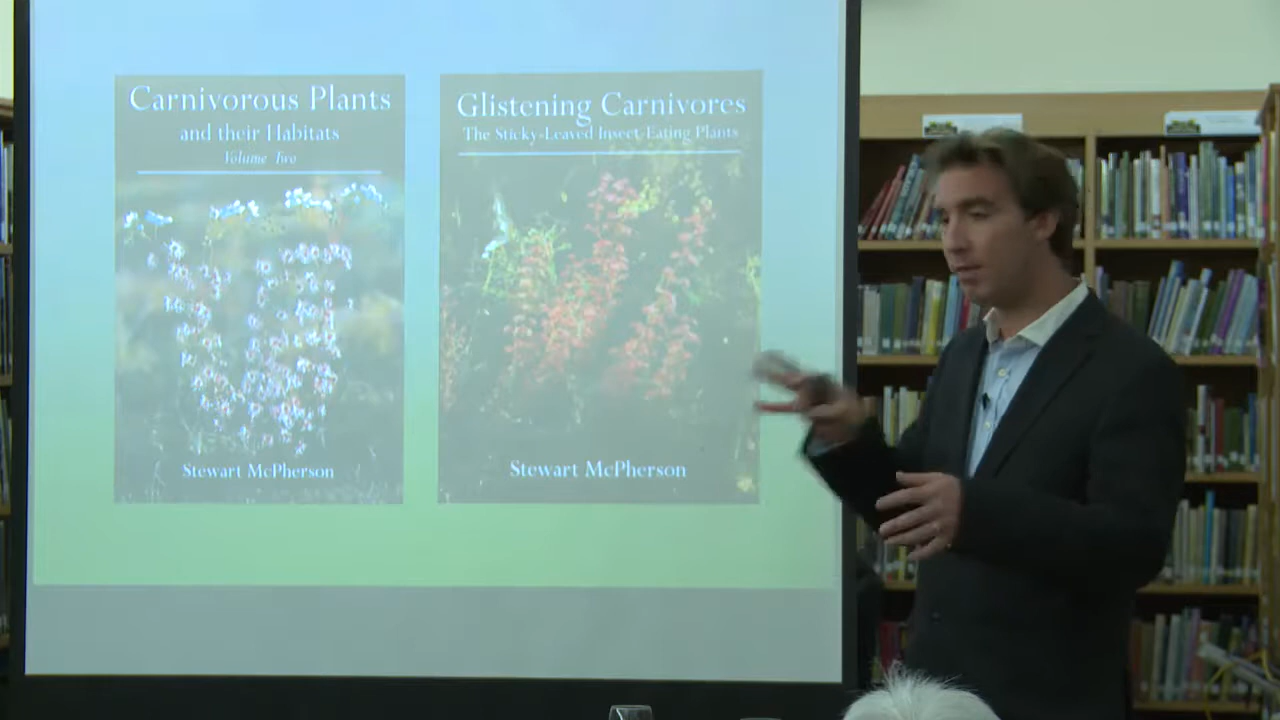 Carnivorous Plants
and their Habitats
Volume Two
Stewart McPherson
Glistening Carnivores
The Sticky-Leaved Insect-Eating Plants
Stewart McPherson